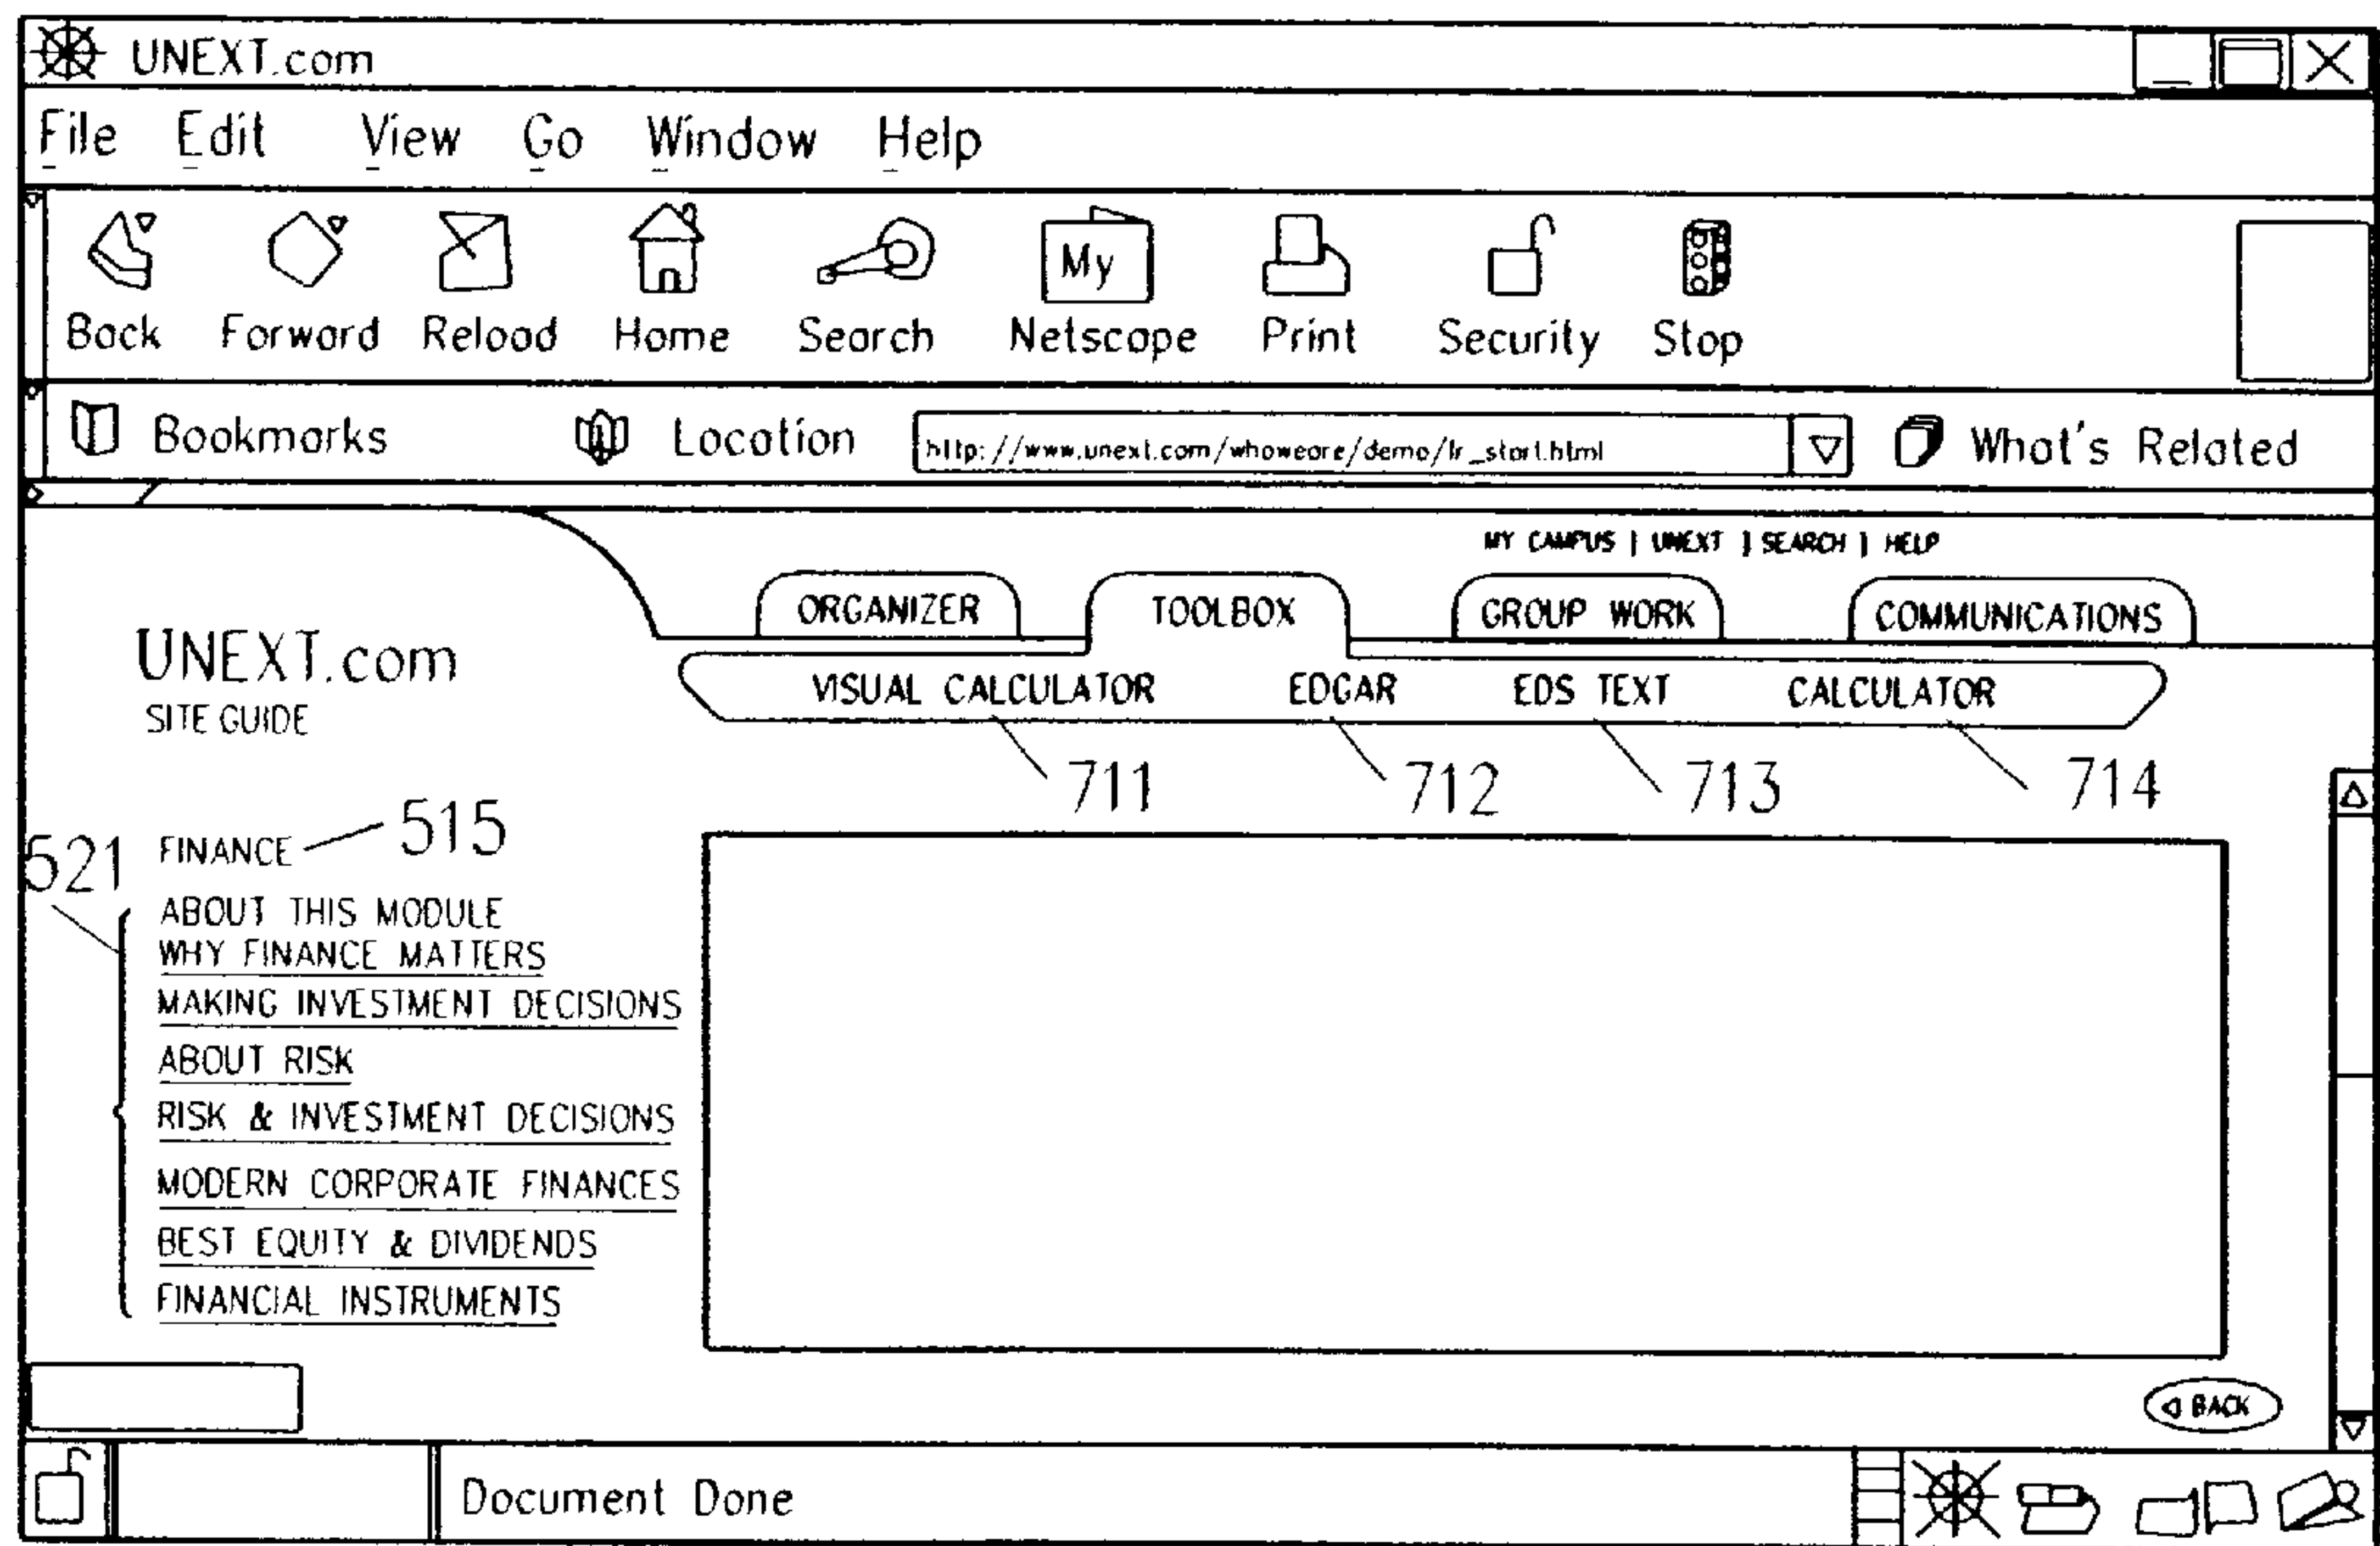 UNEXT.com
File Edit View Go Window Help
My
Back Forward Reload Home Search Netscape Print Security Stop
Bookmarks Location http://www.unext.com/whoweare/demo/lr_start.html What's Related
MY CAMPUS | UNEXT | SEARCH | HELP
ORGANIZER TOOLBOX GROUP WORK COMMUNICATIONS
UNEXT.com
SITE GUIDE
VISUAL CALCULATOR EDGAR EDS TEXT CALCULATOR
711 712 713 714
521 FINANCE 515
ABOUT THIS MODULE
WHY FINANCE MATTERS
MAKING INVESTMENT DECISIONS
ABOUT RISK
RISK & INVESTMENT DECISIONS
MODERN CORPORATE FINANCES
BEST EQUITY & DIVIDENDS
FINANCIAL INSTRUMENTS
BACK
Document Done